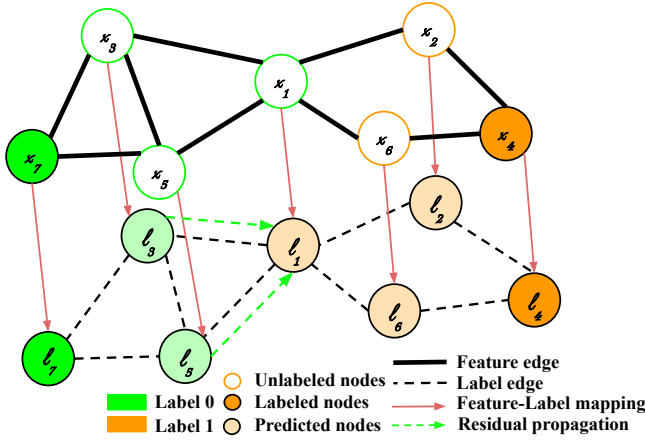 x₃
x₂
x₁
x₆
x₄
x₇
x₅
ℓ₃
ℓ₂
ℓ₁
ℓ₆
ℓ₄
ℓ₇
ℓ₅
Feature edge
Unlabeled nodes
Label edge
Label 0
Labeled nodes
Feature-Label mapping
Label 1
Predicted nodes
Residual propagation